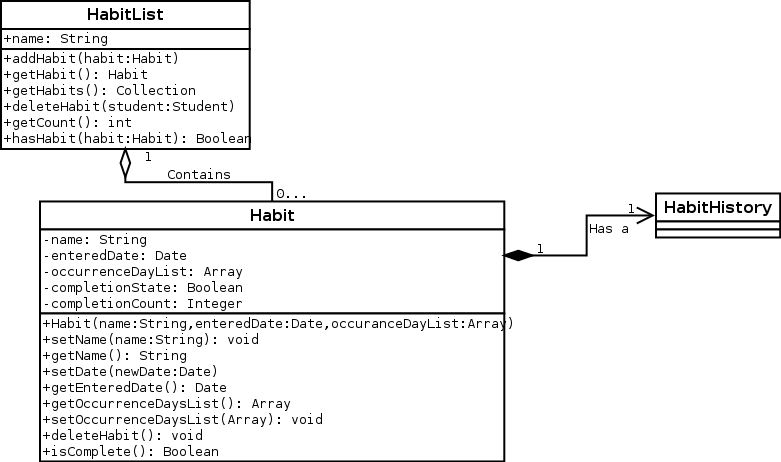 HabitList
+name: String
+addHabit(habit:Habit)
+getHabit(): Habit
+getHabits(): Collection
+deleteHabit(student:Student)
+getCount(): int
+hasHabit(habit:Habit): Boolean
1
Contains
0...
Habit
-name: String
-enteredDate: Date
-occurrenceDayList: Array
-completionState: Boolean
-completionCount: Integer
+Habit(name:String,enteredDate:Date,occuranceDayList:Array)
+setName(name:String): void
+getName(): String
+setDate(newDate:Date)
+getEnteredDate(): Date
+getOccurrenceDaysList(): Array
+setOccurrenceDaysList(Array): void
+deleteHabit(): void
+isComplete(): Boolean
1
Has a
1
HabitHistory